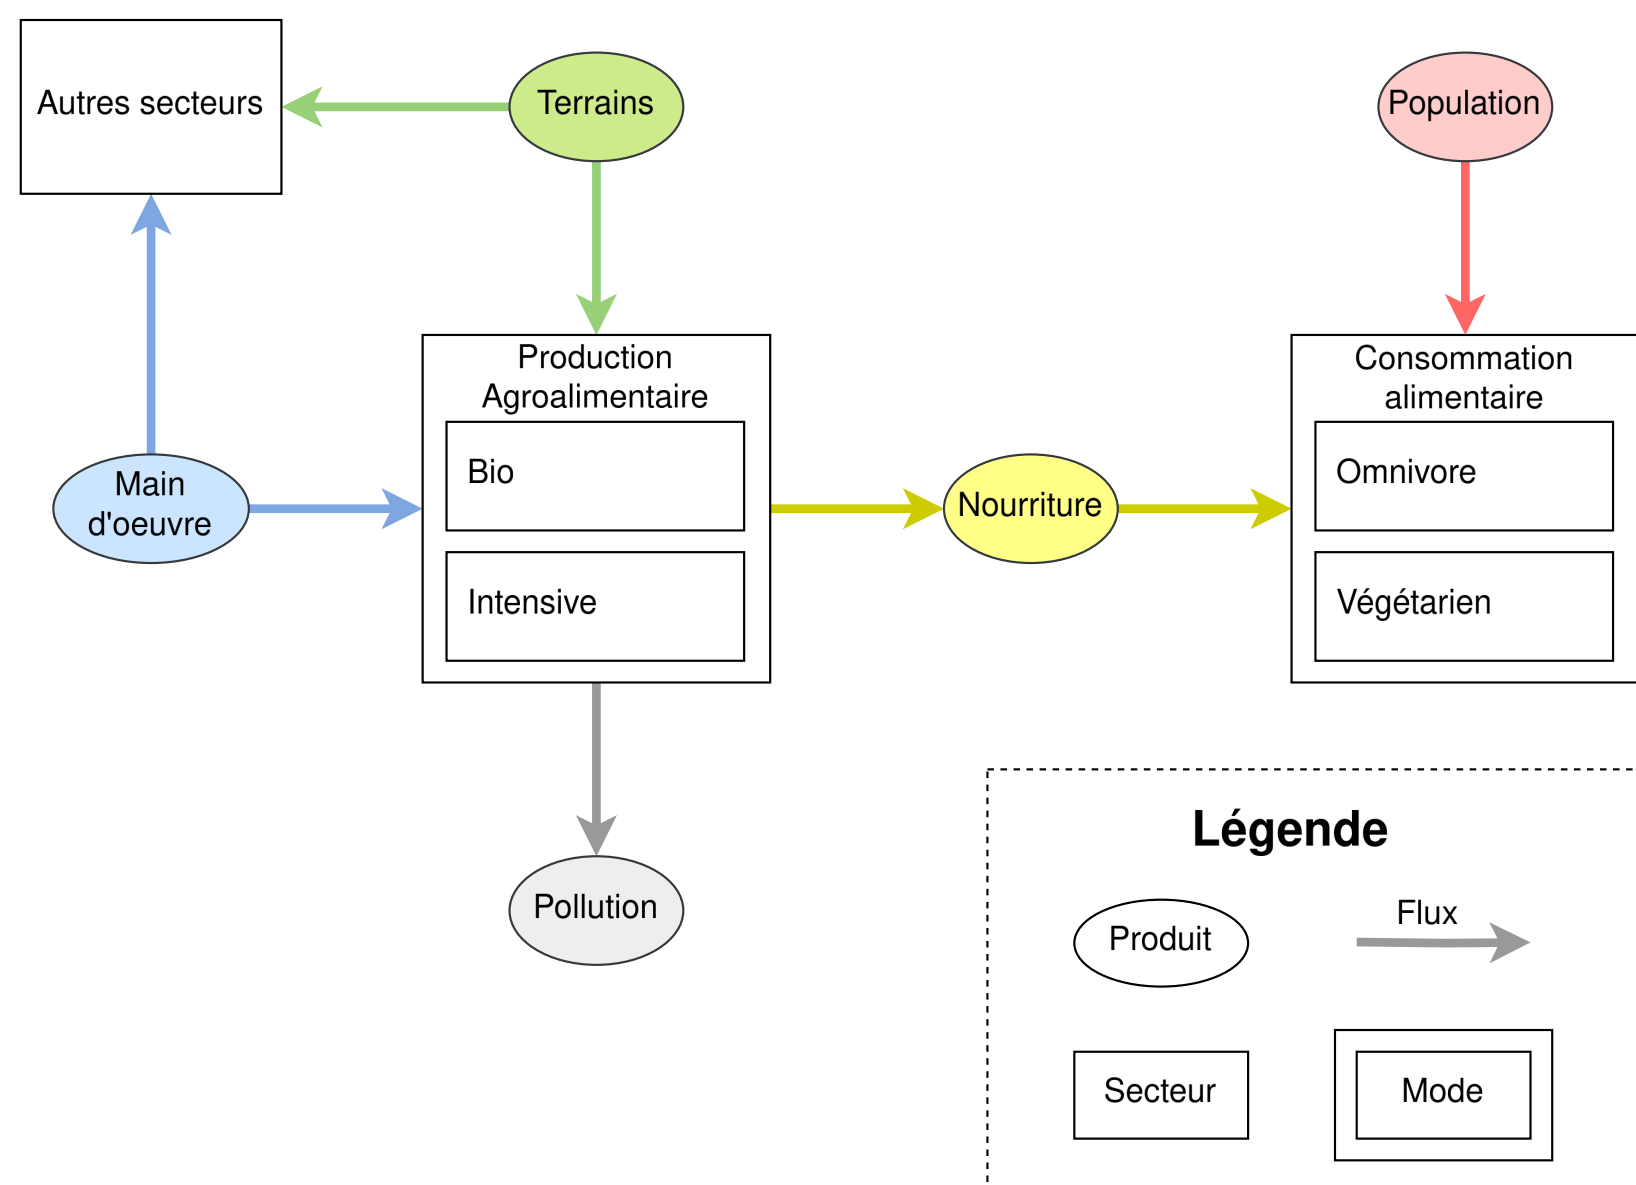 Autres secteurs
Terrains
Population
Production
Agroalimentaire
Bio
Intensive
Consommation
alimentaire
Omnivore
Végétarien
Main
d'oeuvre
Nourriture
Pollution
Légende
Produit
Flux
Secteur
Mode